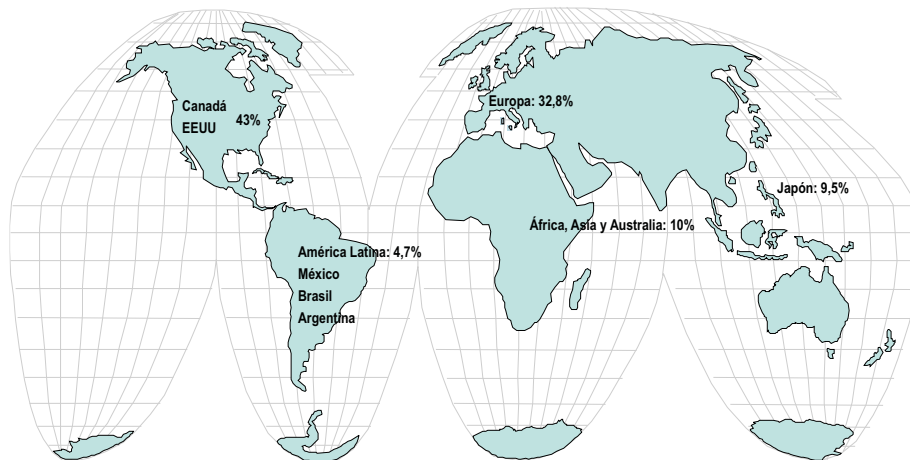 Canadá
EEUU
43%
Europa: 32,8%
Japón: 9,5%
África, Asía y Australia: 10%
América Latina: 4,7%
México
Brasil
Argentina